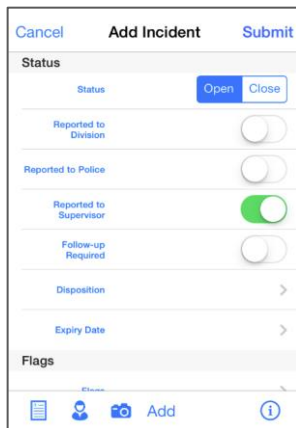 Cancel Add Incident Submit
Status
Status Open Close
Reported to
Division
Reported to Police
Reported to
Supervisor
Follow-up
Required
Disposition
Expiry Date
Flags
Flags
Add